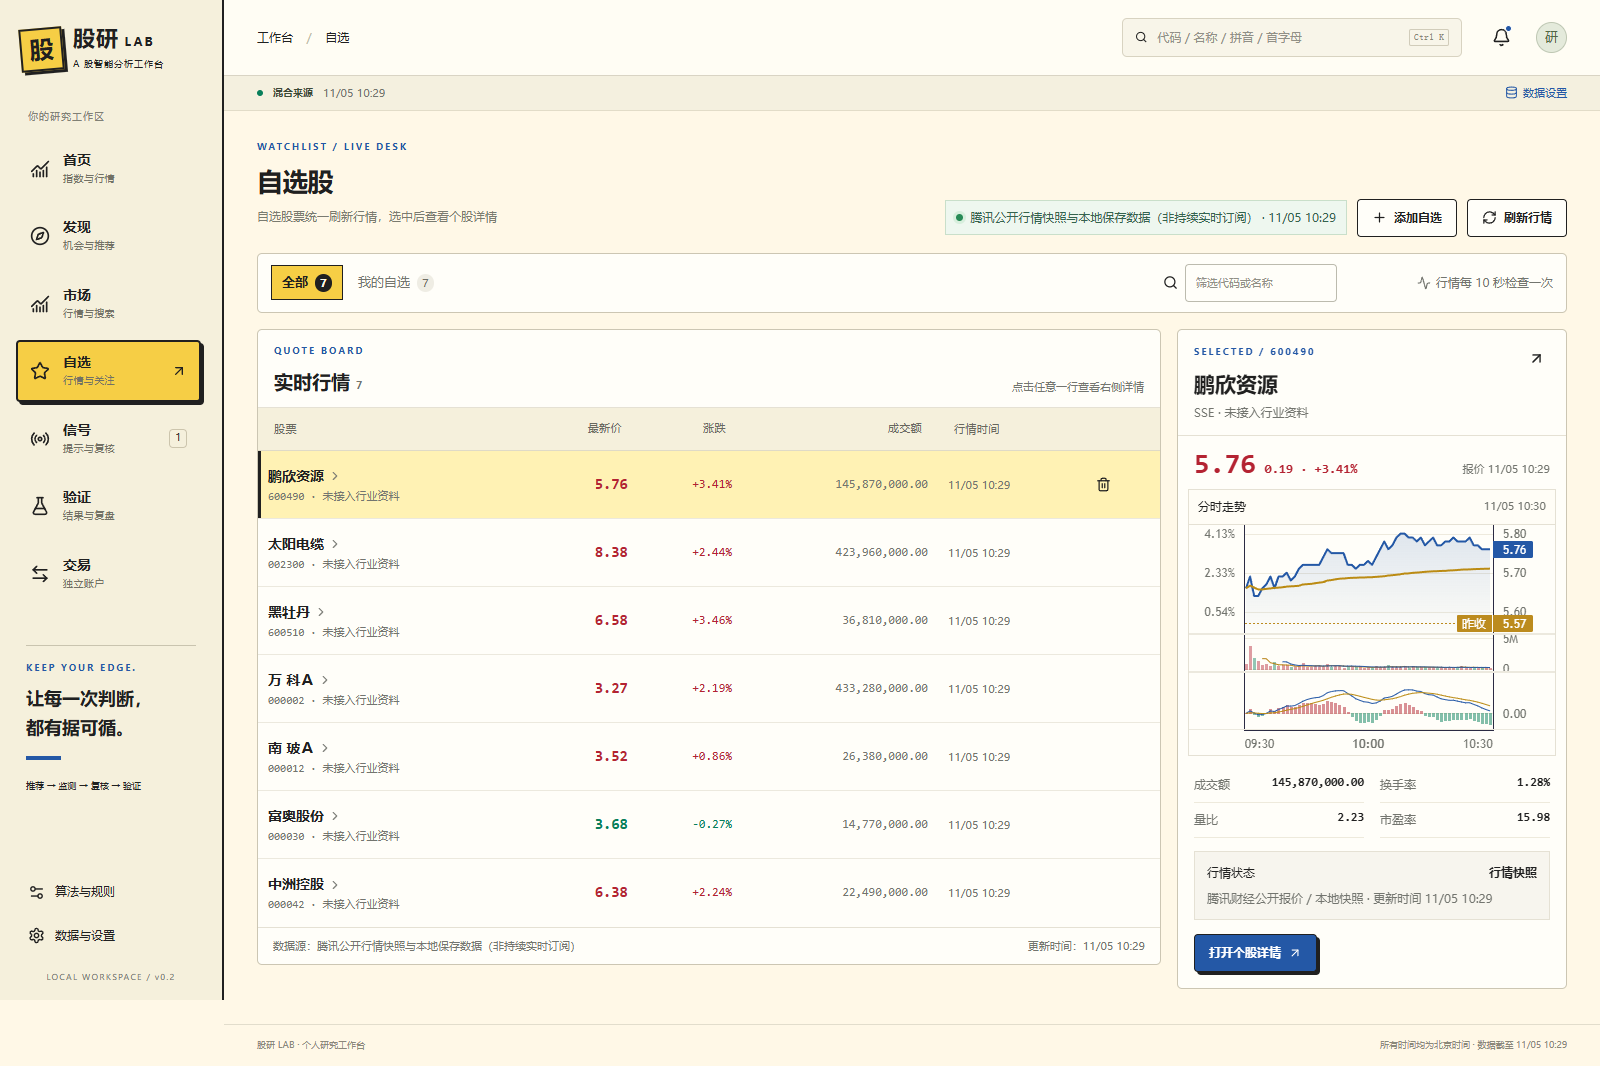 股
股研 LAB
A 股智能分析工作台
你的研究工作区
首页
指数与行情
发现
机会与推荐
市场
行情与搜索
自选
行情与关注
信号
提示与复核
1
验证
结果与复盘
交易
独立账户
KEEP YOUR EDGE.
让每一次判断，
都有据可循。
推荐 → 监测 → 复核 → 验证
算法与规则
数据与设置
LOCAL WORKSPACE / v0.2
工作台 / 自选
代码 / 名称 / 拼音 / 首字母
Ctrl K
研
混合来源 11/05 10:29
数据设置
WATCHLIST / LIVE DESK
自选股
自选股票统一刷新行情，选中后查看个股详情
腾讯公开行情快照与本地保存数据（非持续实时订阅） · 11/05 10:29
添加自选
刷新行情
全部 7
我的自选 7
筛选代码或名称
行情每 10 秒检查一次
QUOTE BOARD
实时行情 7
点击任意一行查看右侧详情
股票 最新价 涨跌 成交额 行情时间
鹏欣资源
600490 · 未接入行业资料
5.76 +3.41% 145,870,000.00 11/05 10:29
太阳电缆
002300 · 未接入行业资料
8.38 +2.44% 423,960,000.00 11/05 10:29
黑牡丹
600510 · 未接入行业资料
6.58 +3.46% 36,810,000.00 11/05 10:29
万 科A
000002 · 未接入行业资料
3.27 +2.19% 433,280,000.00 11/05 10:29
南 玻A
000012 · 未接入行业资料
3.52 +0.86% 26,380,000.00 11/05 10:29
富奥股份
000030 · 未接入行业资料
3.68 -0.27% 14,770,000.00 11/05 10:29
中洲控股
000042 · 未接入行业资料
6.38 +2.24% 22,490,000.00 11/05 10:29
数据源：腾讯公开行情快照与本地保存数据（非持续实时订阅）
更新时间：11/05 10:29
SELECTED / 600490
鹏欣资源
SSE · 未接入行业资料
5.76 0.19 · +3.41%
报价 11/05 10:29
分时走势
11/05 10:30
4.13%
2.33%
0.54%
5.80
5.76
5.70
5.60
昨收 5.57
5M
0
0.00
09:30 10:00 10:30
成交额 145,870,000.00
换手率 1.28%
量比 2.23
市盈率 15.98
行情状态 行情快照
腾讯财经公开报价 / 本地快照 · 更新时间 11/05 10:29
打开个股详情
股研 LAB · 个人研究工作台
所有时间均为北京时间 · 数据截至 11/05 10:29